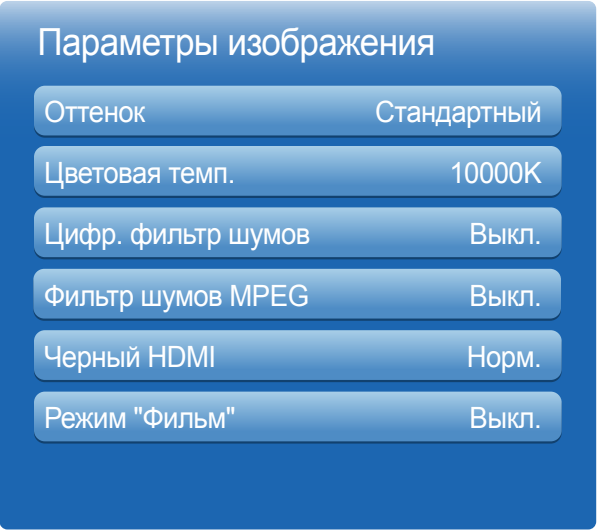 Параметры изображения
Оттенок Стандартный
Цветовая темп. 10000K
Цифр. фильтр шумов Выкл.
Фильтр шумов MPEG Выкл.
Черный HDMI Норм.
Режим "Фильм" Выкл.